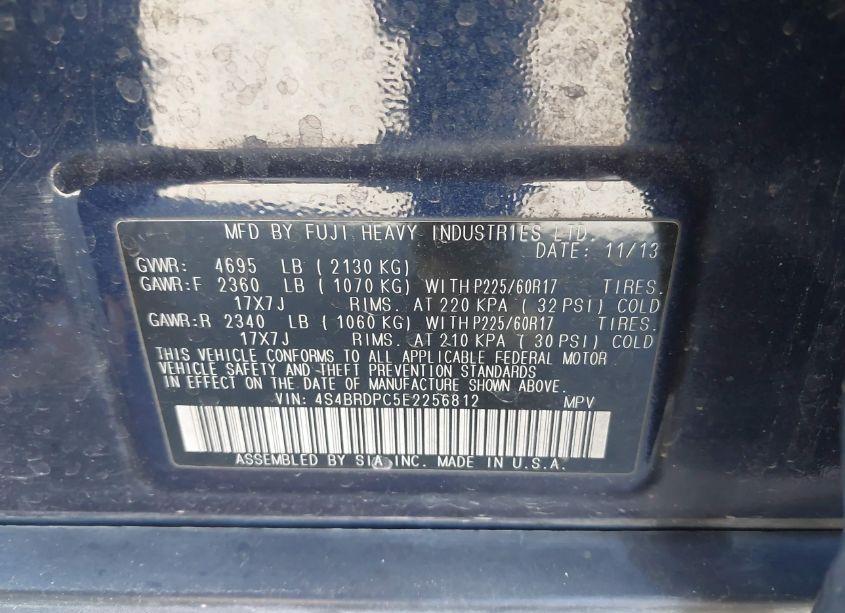 MFD BY FUJI HEAVY INDUSTRIES LTD.
DATE: 11/13
GVWR: 4695 LB ( 2130 KG)
GAWR:F 2360 LB ( 1070 KG) WITHP225/60R17 TIRES.
17X7J RIMS. AT 220 KPA ( 32 PSI) COLD
GAWR:R 2340 LB ( 1060 KG) WITHP225/60R17 TIRES.
17X7J RIMS. AT 210 KPA ( 30 PSI) COLD
THIS VEHICLE CONFORMS TO ALL APPLICABLE FEDERAL MOTOR
VEHICLE SAFETY AND THEFT PREVENTION STANDARDS
IN EFFECT ON THE DATE OF MANUFACTURE SHOWN ABOVE.
VIN: 4S4BRDPC5E2256812 MPV
ASSEMBLED BY SIA INC. MADE IN U.S.A.